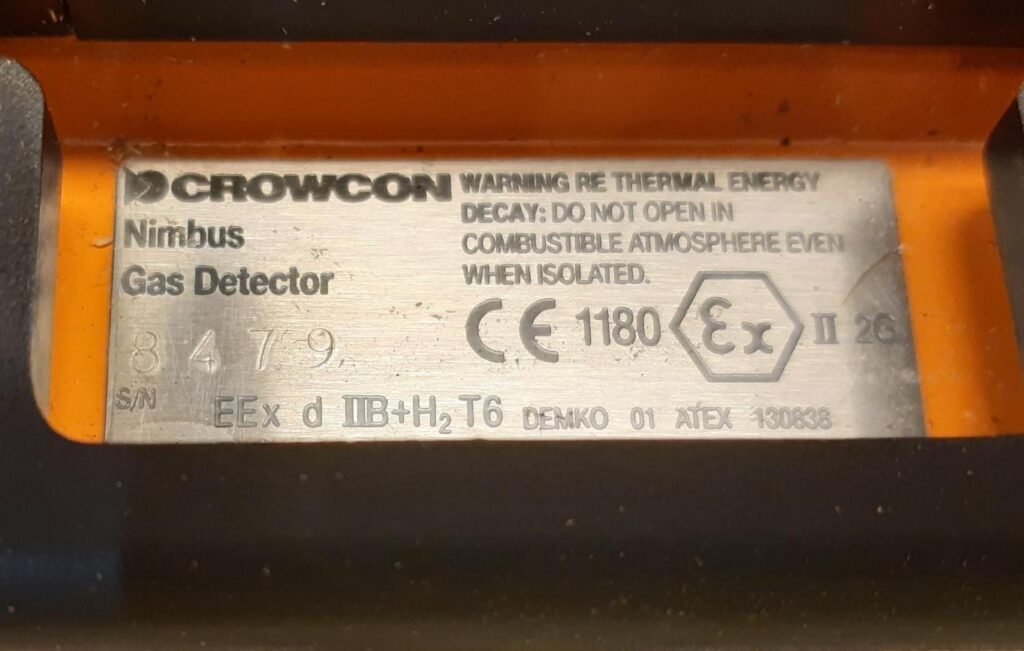 CROWCON
Nimbus
Gas Detector
8479
S/N
WARNING RE THERMAL ENERGY
DECAY: DO NOT OPEN IN
COMBUSTIBLE ATMOSPHERE EVEN
WHEN ISOLATED.
CE 1180 Ex II 2G
EEx d IIB+H₂ T6 DEMKO 01 ATEX 130838